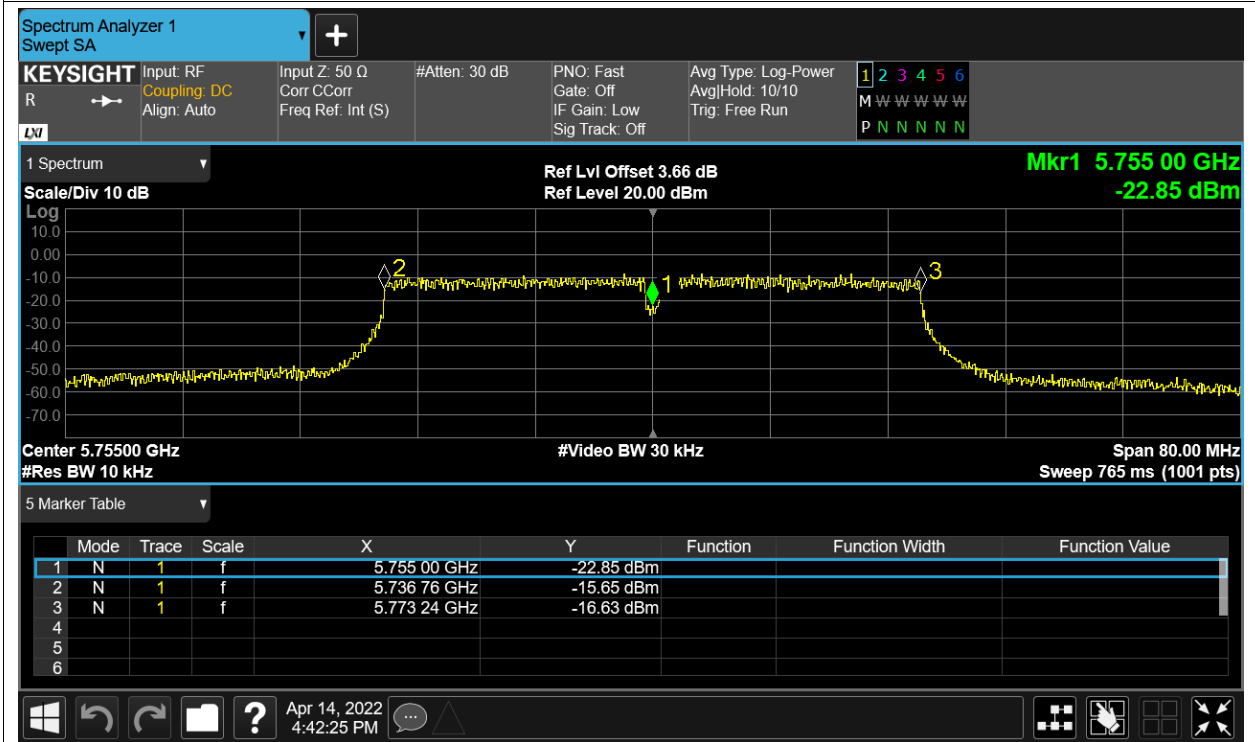 Spectrum Analyzer 1
Swept SA
+
KEYSIGHT Input: RF Input Z: 50 Ω #Atten: 30 dB PNO: Fast Avg Type: Log-Power 1 2 3 4 5 6
R Coupling: DC Corr CCorr Gate: Off Avg|Hold: 10/10 M W W W W W
Align: Auto Freq Ref: Int (S) IF Gain: Low Trig: Free Run
LXI Sig Track: Off P N N N N N
1 Spectrum Ref Lvl Offset 3.66 dB Mkr1 5.755 00 GHz
Scale/Div 10 dB Ref Level 20.00 dBm -22.85 dBm
Log
10.0
0.00
-10.0
-20.0
-30.0
-40.0
-50.0
-60.0
-70.0
2
1
3
Center 5.75500 GHz #Video BW 30 kHz Span 80.00 MHz
#Res BW 10 kHz Sweep 765 ms (1001 pts)
5 Marker Table
Mode Trace Scale X Y Function Function Width Function Value
1 N 1 f 5.755 00 GHz -22.85 dBm
2 N 1 f 5.736 76 GHz -15.65 dBm
3 N 1 f 5.773 24 GHz -16.63 dBm
4
5
6
? Apr 14, 2022
4:42:25 PM